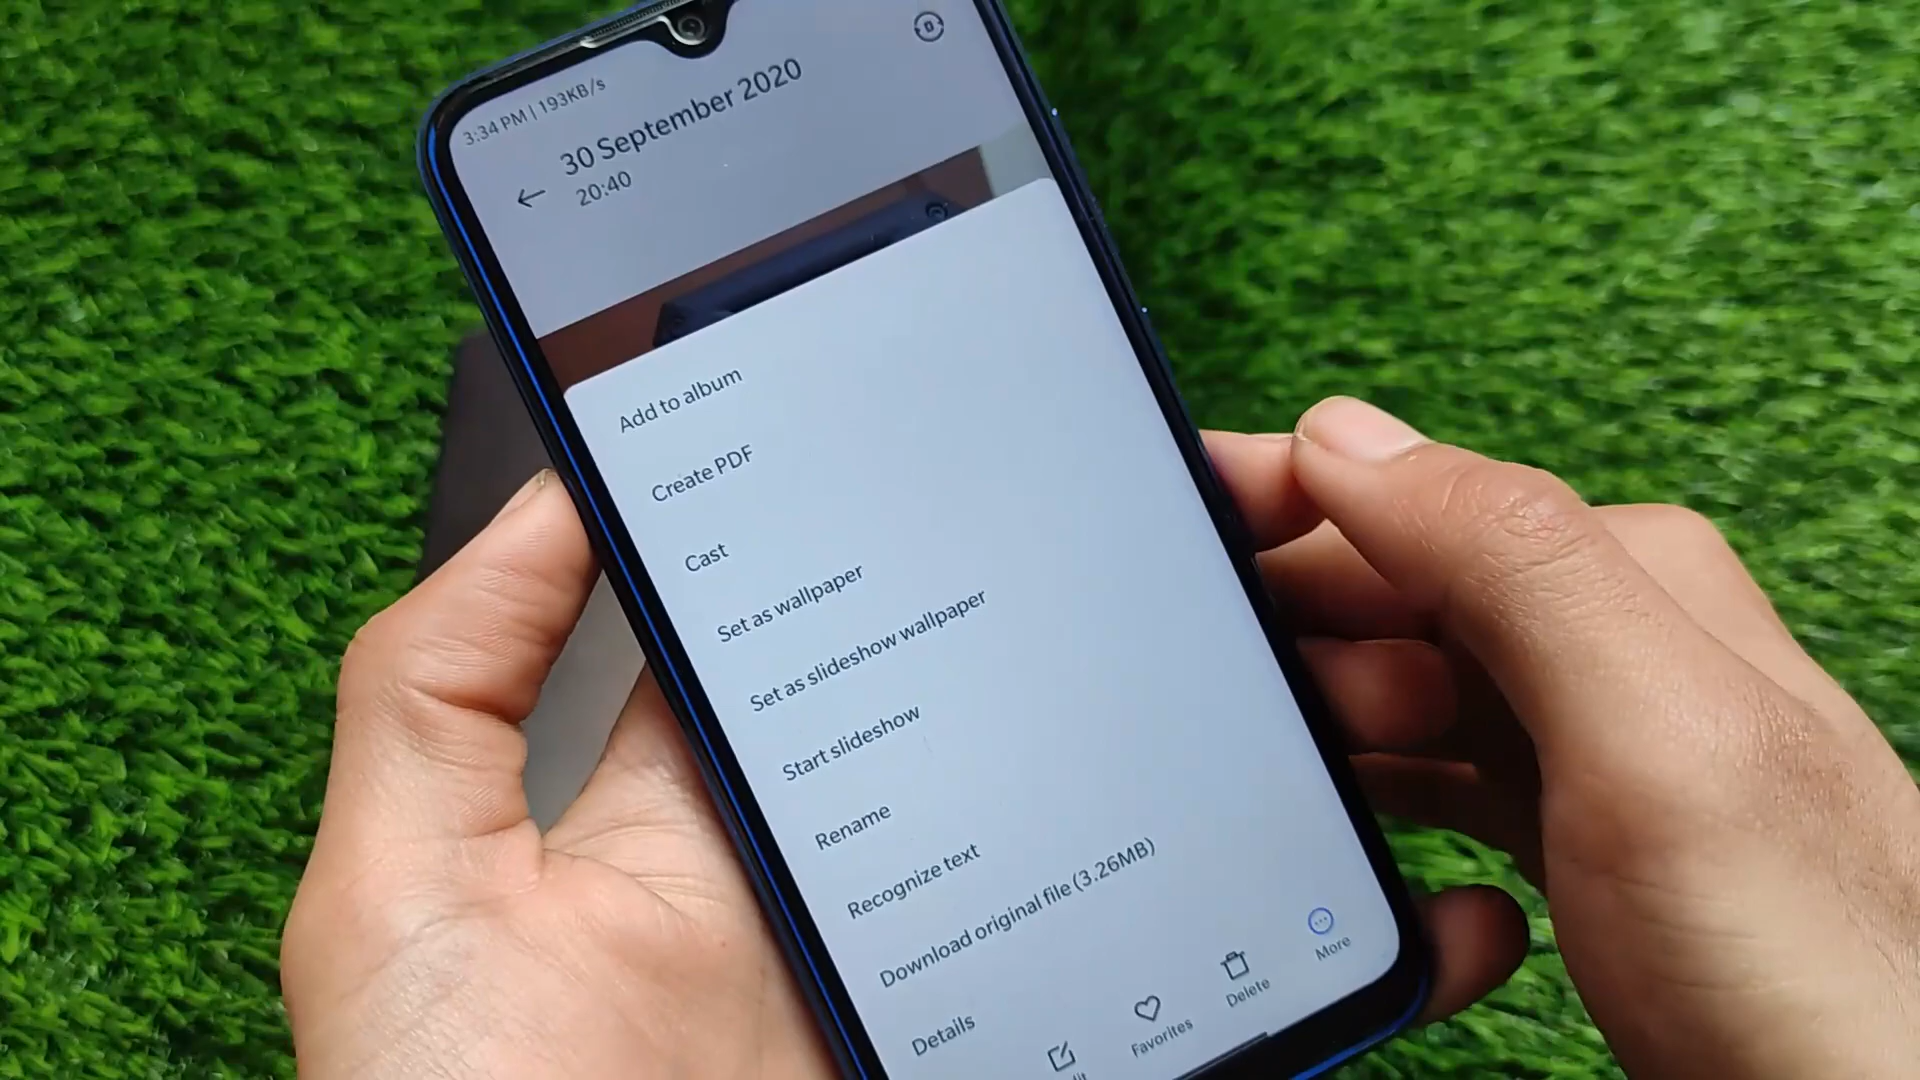 3:34 PM | 193KB/s
30 September 2020
20:40
Add to album
Create PDF
Cast
Set as wallpaper
Set as slideshow wallpaper
Start slideshow
Rename
Recognize text
Download original file (3.26MB)
Details
Favorites
Delete
More